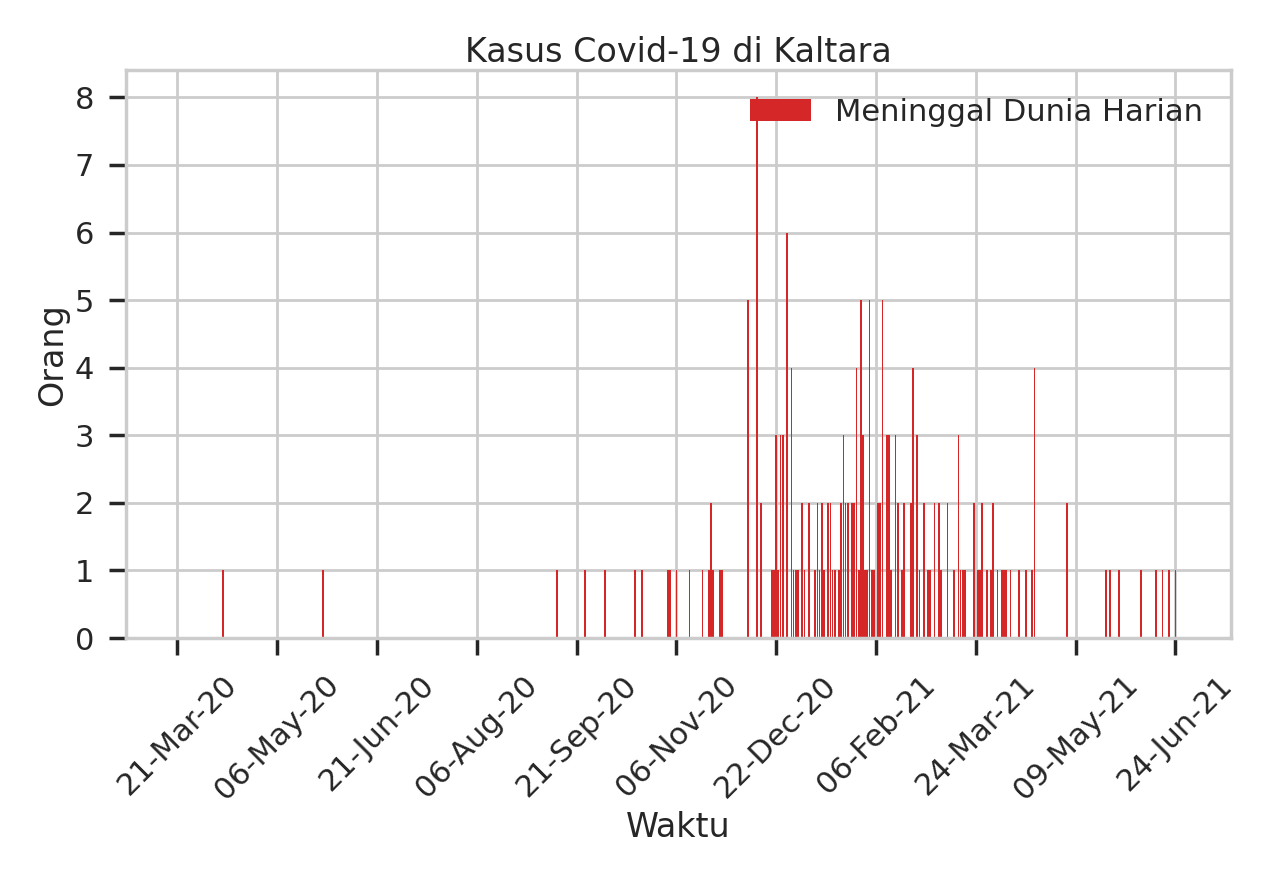 Kasus Covid-19 di Kaltara
Meninggal Dunia Harian
Orang
8
7
6
5
4
3
2
1
0
21-Mar-20
06-May-20
21-Jun-20
06-Aug-20
21-Sep-20
06-Nov-20
22-Dec-20
06-Feb-21
24-Mar-21
09-May-21
24-Jun-21
Waktu